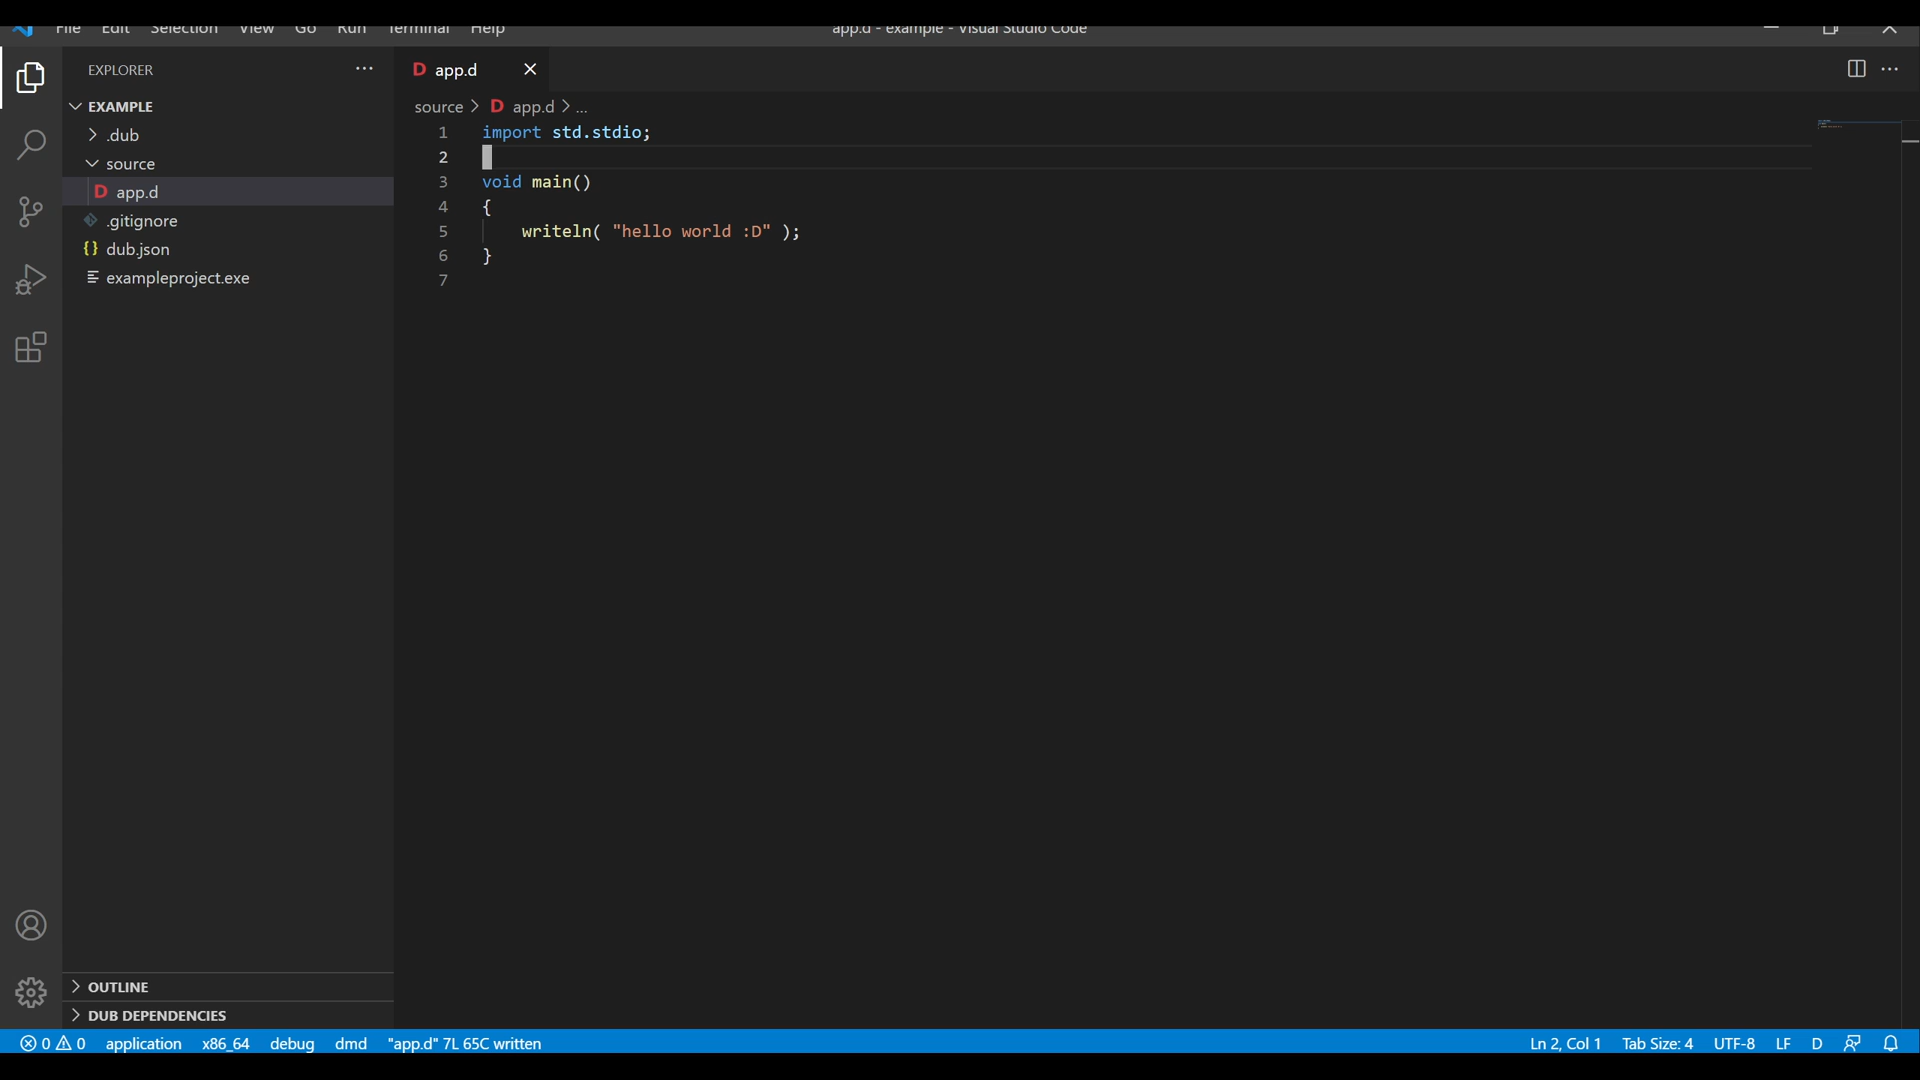 File Edit Selection View Go Run Terminal Help
app.d - example - Visual Studio Code
EXPLORER
EXAMPLE
.dub
source
D app.d
.gitignore
{} dub.json
exampleproject.exe
OUTLINE
DUB DEPENDENCIES
D app.d
source > D app.d > ...
1 import std.stdio;
2
3 void main()
4 {
5 writeln( "hello world :D" );
6 }
7
0 0 application x86_64 debug dmd "app.d" 7L 65C written
Ln 2, Col 1 Tab Size: 4 UTF-8 LF D